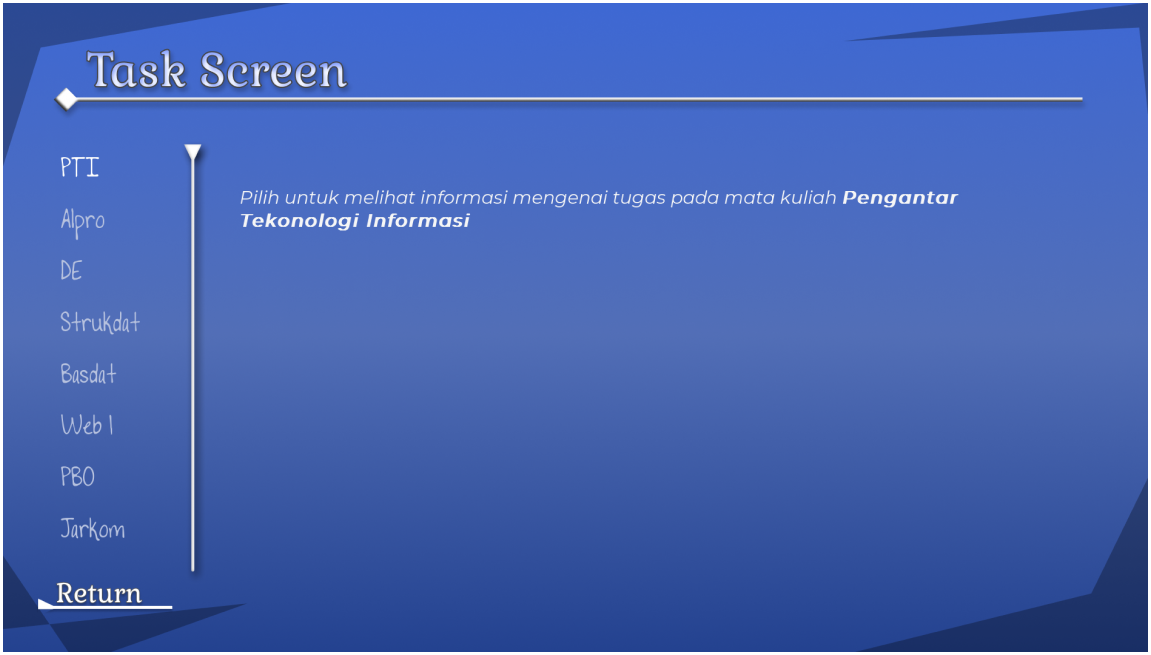 Task Screen
PTI
Alpro
DE
Strukdat
Basdat
Web 1
PBO
Jarkom
Return
Pilih untuk melihat informasi mengenai tugas pada mata kuliah Pengantar
Tekonologi Informasi